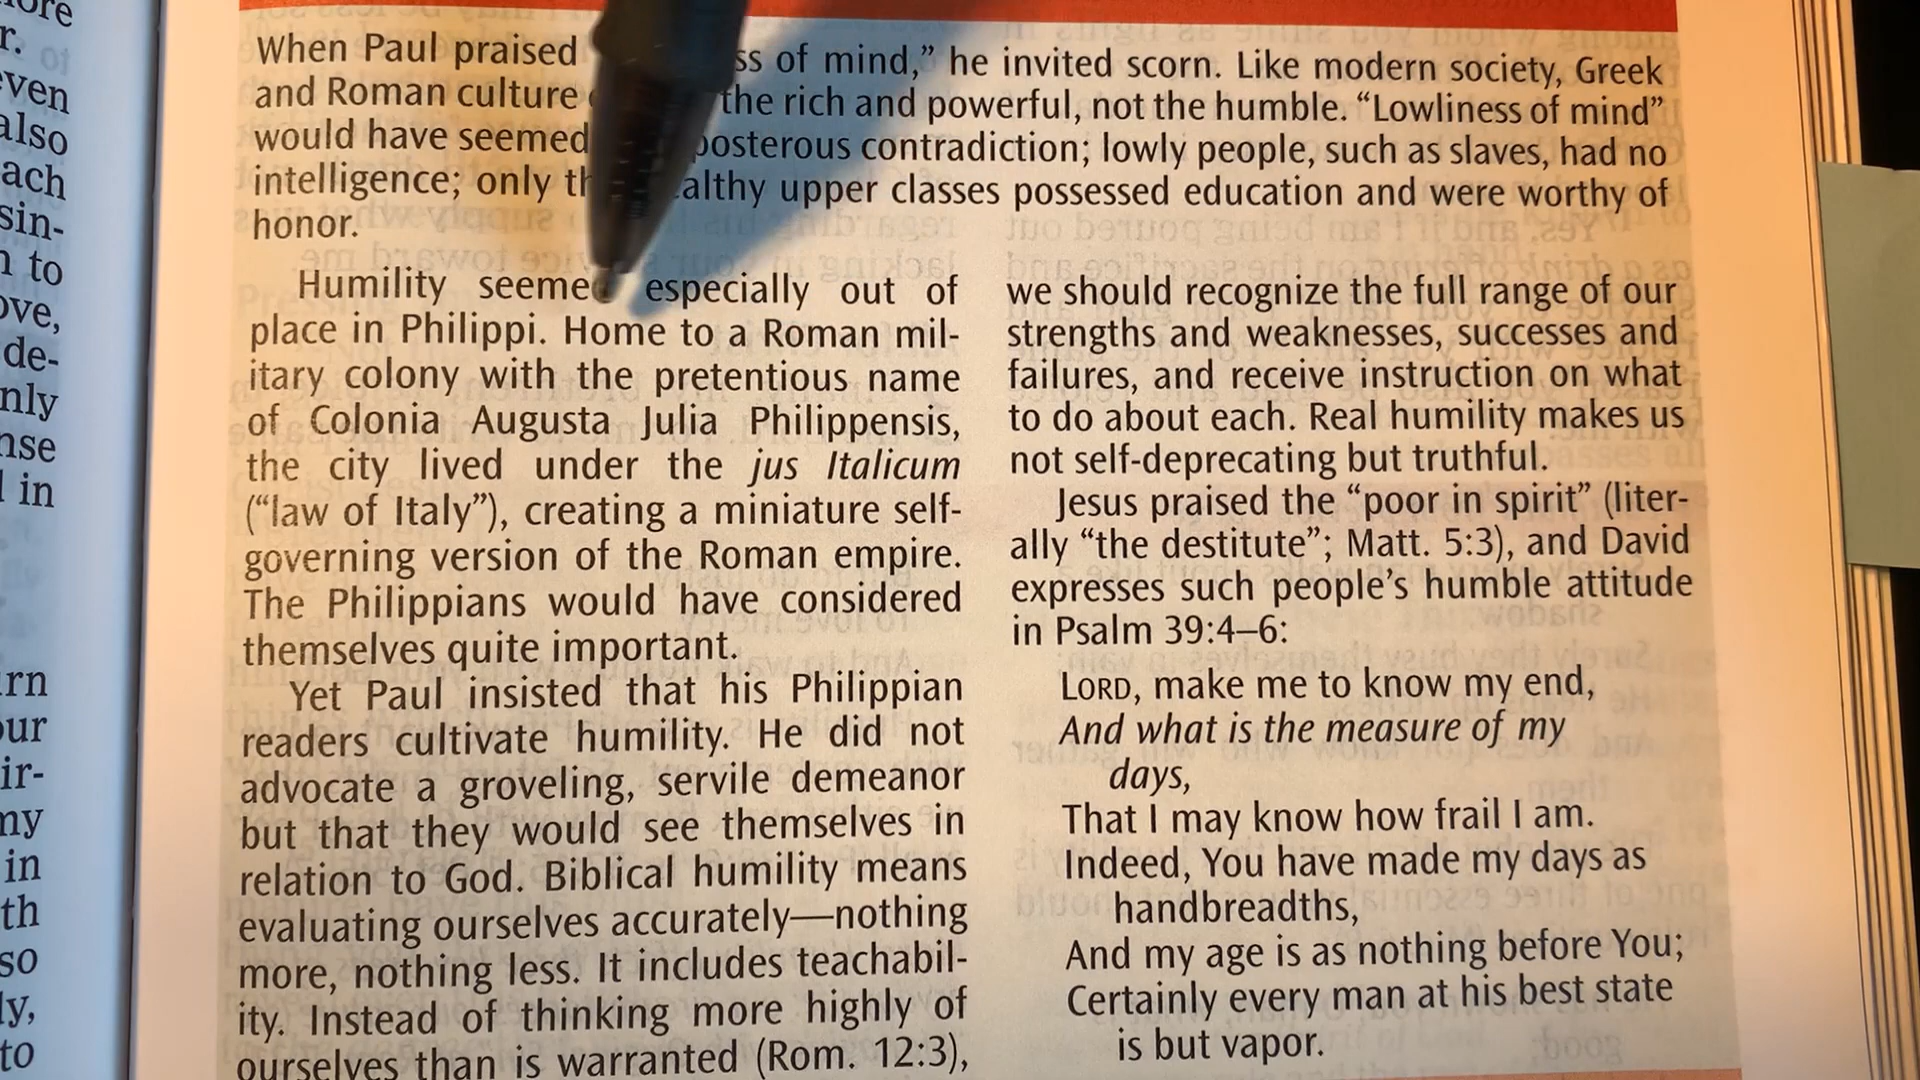 When Paul praised ss of mind,” he invited scorn. Like modern society, Greek
and Roman culture the rich and powerful, not the humble. “Lowliness of mind”
would have seemed posterous contradiction; lowly people, such as slaves, had no
intelligence; only th althy upper classes possessed education and were worthy of
honor.
Humility seemed especially out of
place in Philippi. Home to a Roman mil-
itary colony with the pretentious name
of Colonia Augusta Julia Philippensis,
the city lived under the jus Italicum
(“law of Italy”), creating a miniature self-
governing version of the Roman empire.
The Philippians would have considered
themselves quite important.
Yet Paul insisted that his Philippian
readers cultivate humility. He did not
advocate a groveling, servile demeanor
but that they would see themselves in
relation to God. Biblical humility means
evaluating ourselves accurately—nothing
more, nothing less. It includes teachabil-
ity. Instead of thinking more highly of
ourselves than is warranted (Rom. 12:3),
we should recognize the full range of our
strengths and weaknesses, successes and
failures, and receive instruction on what
to do about each. Real humility makes us
not self-deprecating but truthful.
Jesus praised the “poor in spirit” (liter-
ally “the destitute”; Matt. 5:3), and David
expresses such people’s humble attitude
in Psalm 39:4–6:
LORD, make me to know my end,
And what is the measure of my
days,
That I may know how frail I am.
Indeed, You have made my days as
handbreadths,
And my age is as nothing before You;
Certainly every man at his best state
is but vapor.